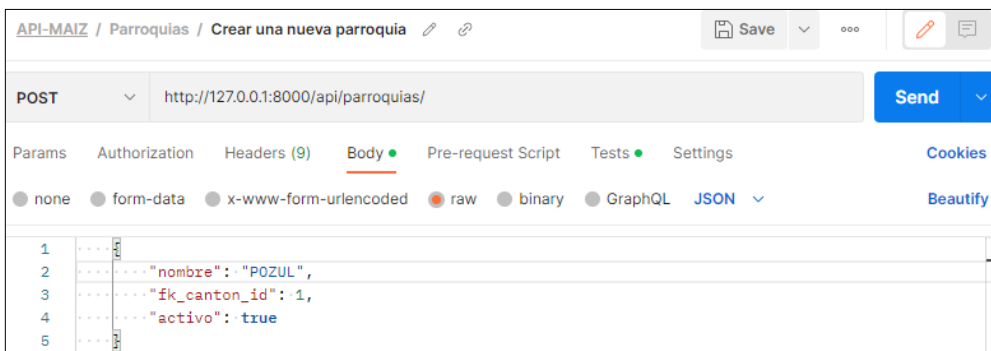 API-MAIZ / Parroquias / Crear una nueva parroquia Save ooo
POST http://127.0.0.1:8000/api/parroquias/ Send
Params Authorization Headers (9) Body Pre-request Script Tests Settings Cookies
none form-data x-www-form-urlencoded raw binary GraphQL JSON Beautify
1 {
2 "nombre": "POZUL",
3 "fk_canton_id": 1,
4 "activo": true
5 }